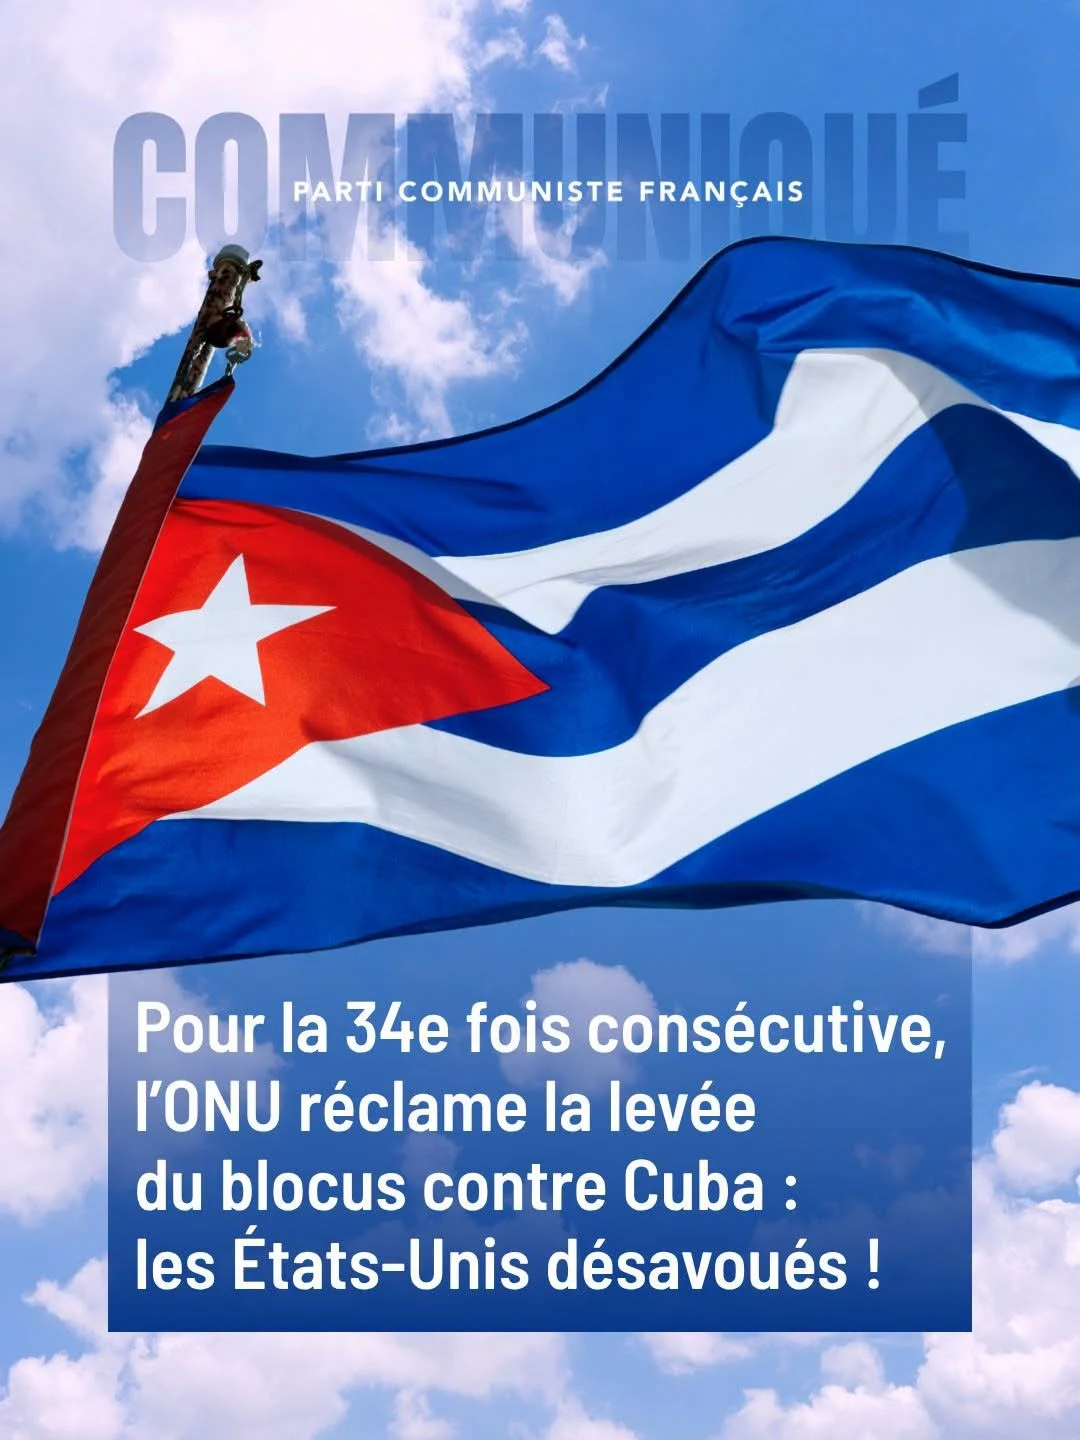 COMMUNIQUÉ
PARTI COMMUNISTE FRANÇAIS
Pour la 34e fois consécutive,
l’ONU réclame la levée
du blocus contre Cuba :
les États-Unis désavoués !